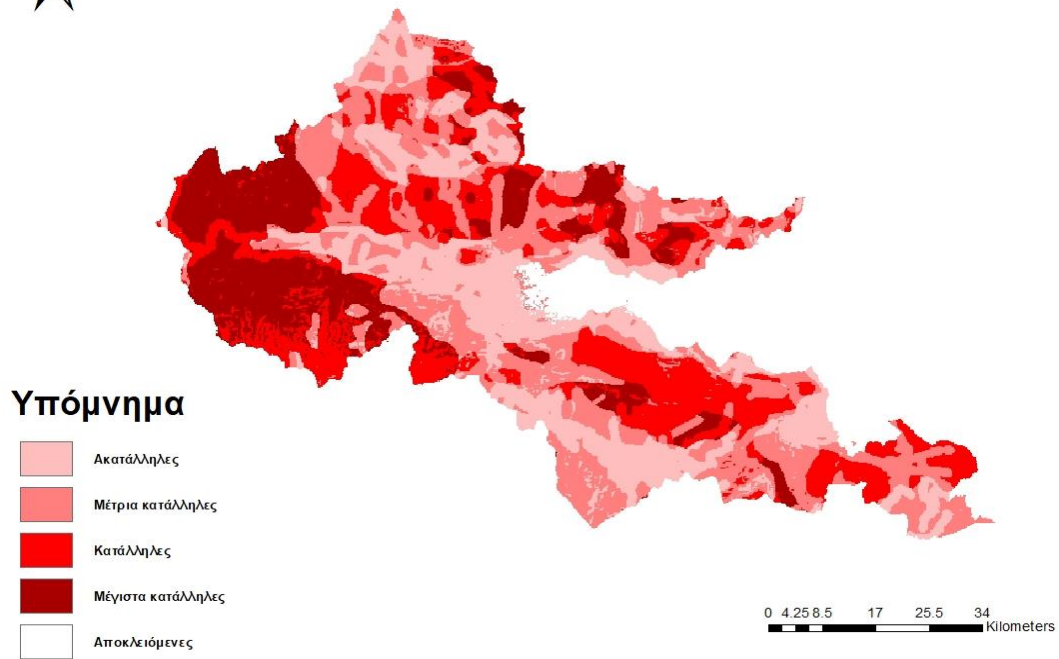 Υπόμνημα
Ακατάλληλες
Μέτρια κατάλληλες
Κατάλληλες
Μέγιστα κατάλληλες
Αποκλειόμενες
0 4.25 8.5 17 25.5 34
Kilometers